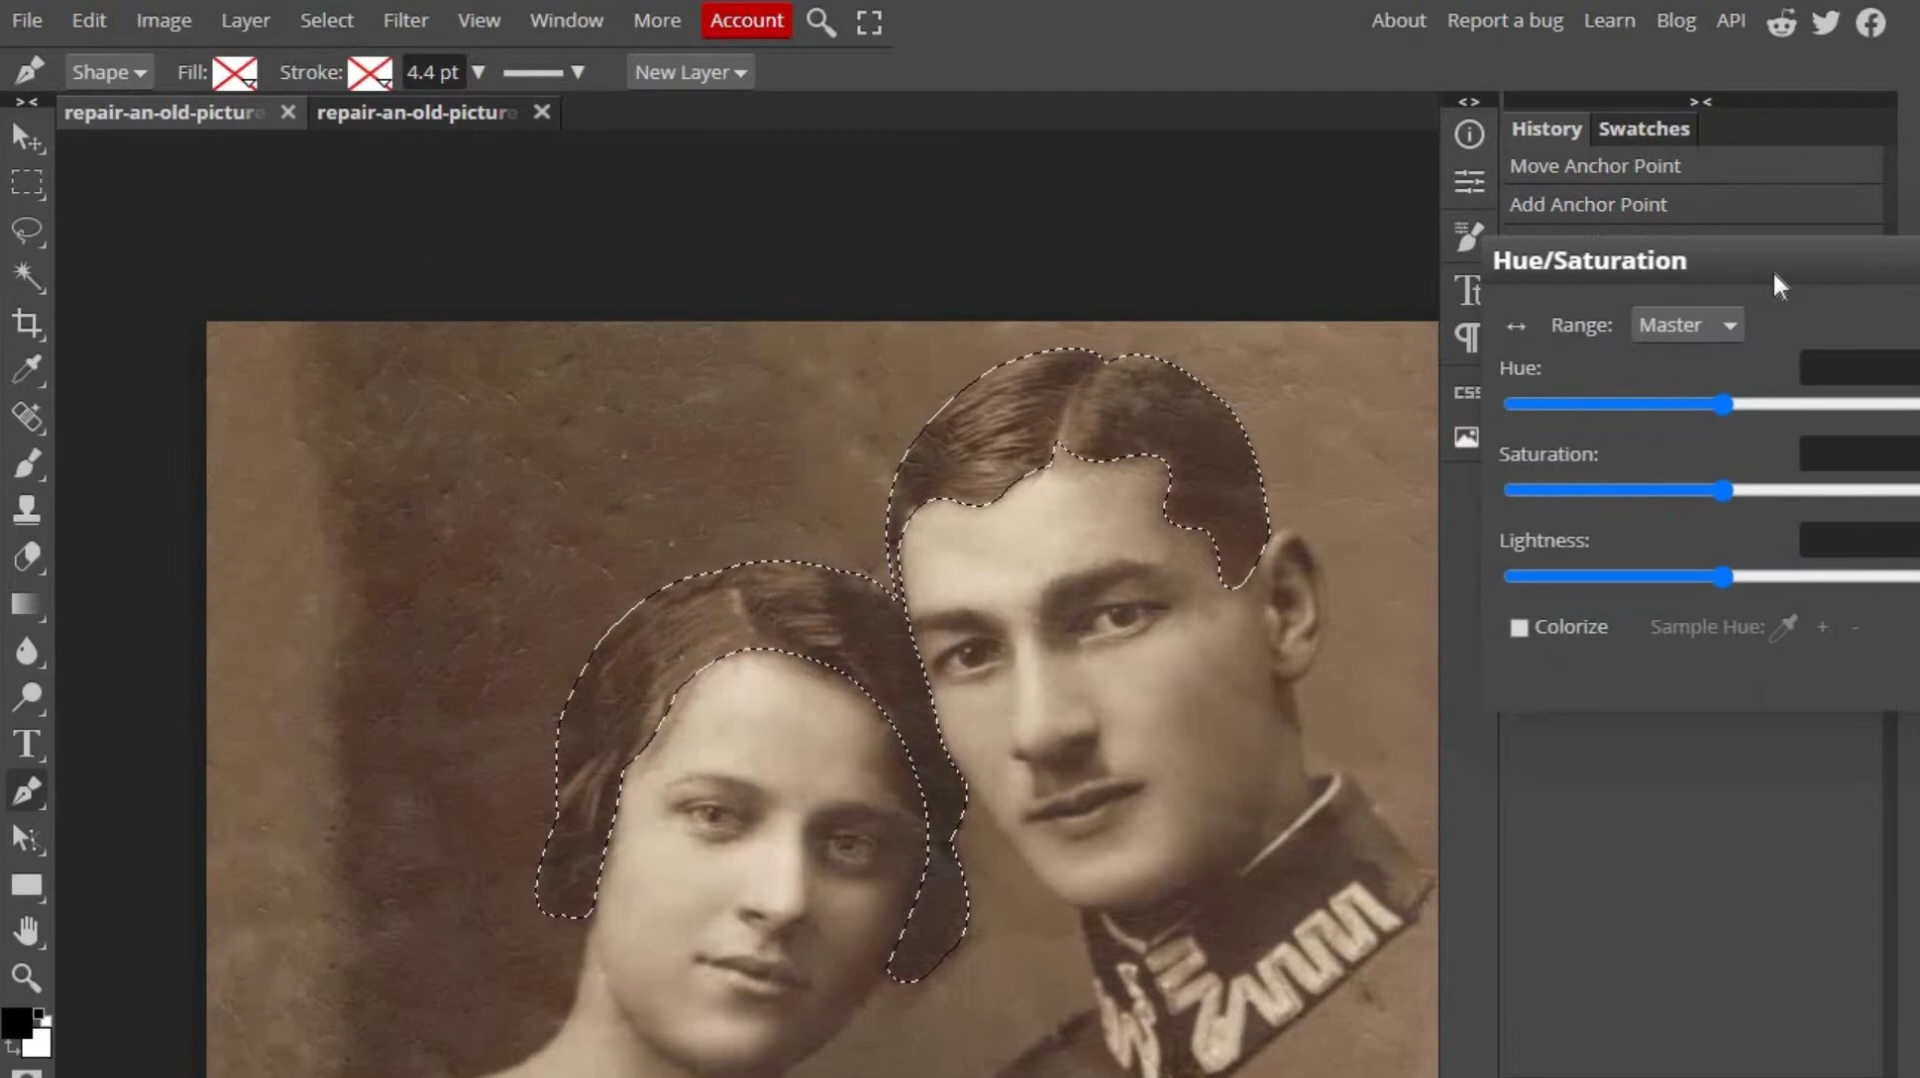 File Edit Image Layer Select Filter View Window More Account About Report a bug Learn Blog API
Shape Fill: Stroke: 4.4 pt New Layer
repair-an-old-picture repair-an-old-picture
History Swatches
Move Anchor Point
Add Anchor Point
Hue/Saturation
Range: Master
Hue:
CSS
Saturation:
Lightness:
Colorize Sample Hue: + -